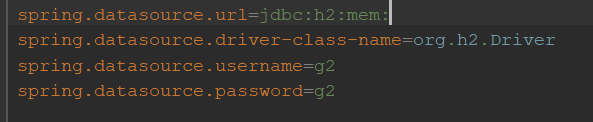 spring.datasource.url=jdbc:h2:mem:
spring.datasource.driver-class-name=org.h2.Driver
spring.datasource.username=g2
spring.datasource.password=g2